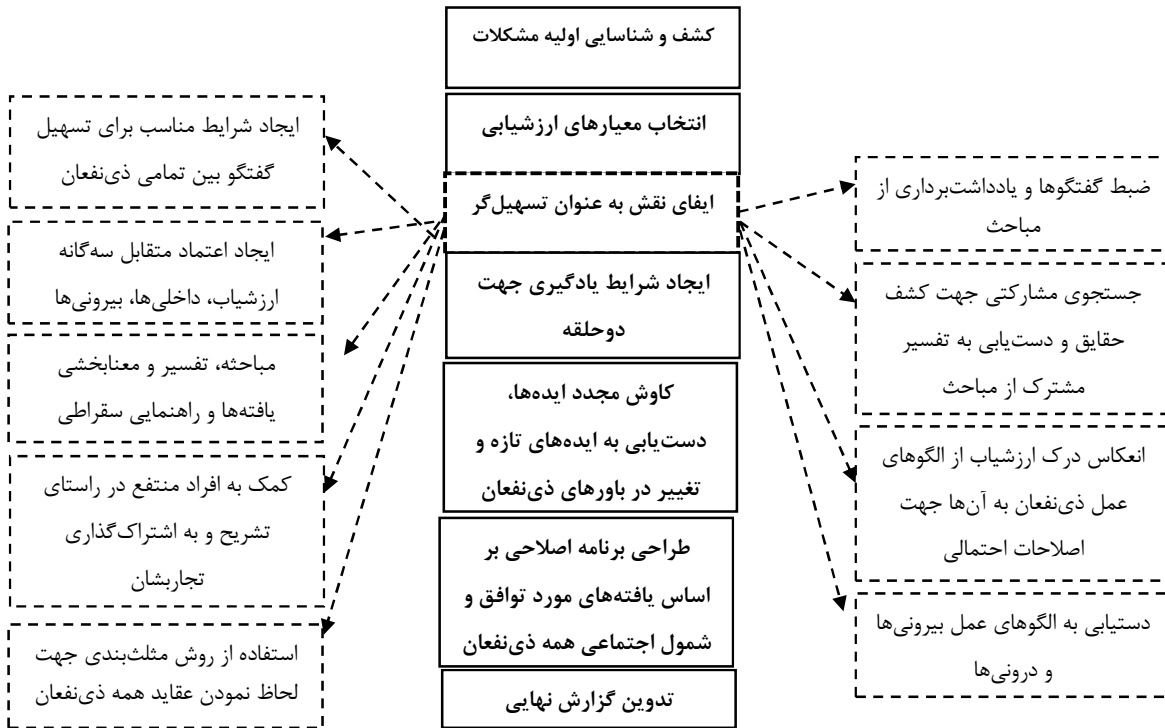 کشف و شناسایی اولیه مشکلات
انتخاب معیارهای ارزشیابی
ایفای نقش به عنوان تسهیل‌گر
ایجاد شرایط یادگیری جهت
دوحلقه
کاوش مجدد ایده‌ها،
دست‌یابی به ایده‌های تازه و
تغییر در باورهای ذی‌نفعان
طراحی برنامه اصلاحی بر
اساس یافته‌های مورد توافق و
شمول اجتماعی همه ذی‌نفعان
تدوین گزارش نهایی
ضبط گفتگوها و یادداشت‌برداری از
مباحث
جستجوی مشارکتی جهت کشف
حقایق و دست‌یابی به تفسیر
مشترک از مباحث
انعکاس درک ارزشیاب از الگوهای
عمل ذی‌نفعان به آن‌ها جهت
اصلاحات احتمالی
دستیابی به الگوهای عمل بیرونی‌ها
و درونی‌ها
ایجاد شرایط مناسب برای تسهیل
گفتگو بین تمامی ذی‌نفعان
ایجاد اعتماد متقابل سه‌گانه
ارزشیاب، داخلی‌ها، بیرونی‌ها
مباحثه، تفسیر و معنابخشی
یافته‌ها و راهنمایی سقراطی
کمک به افراد منتفع در راستای
تشریح و به اشتراک‌گذاری
تجاربشان
استفاده از روش مثلث‌بندی جهت
لحاظ نمودن عقاید همه ذی‌نفعان